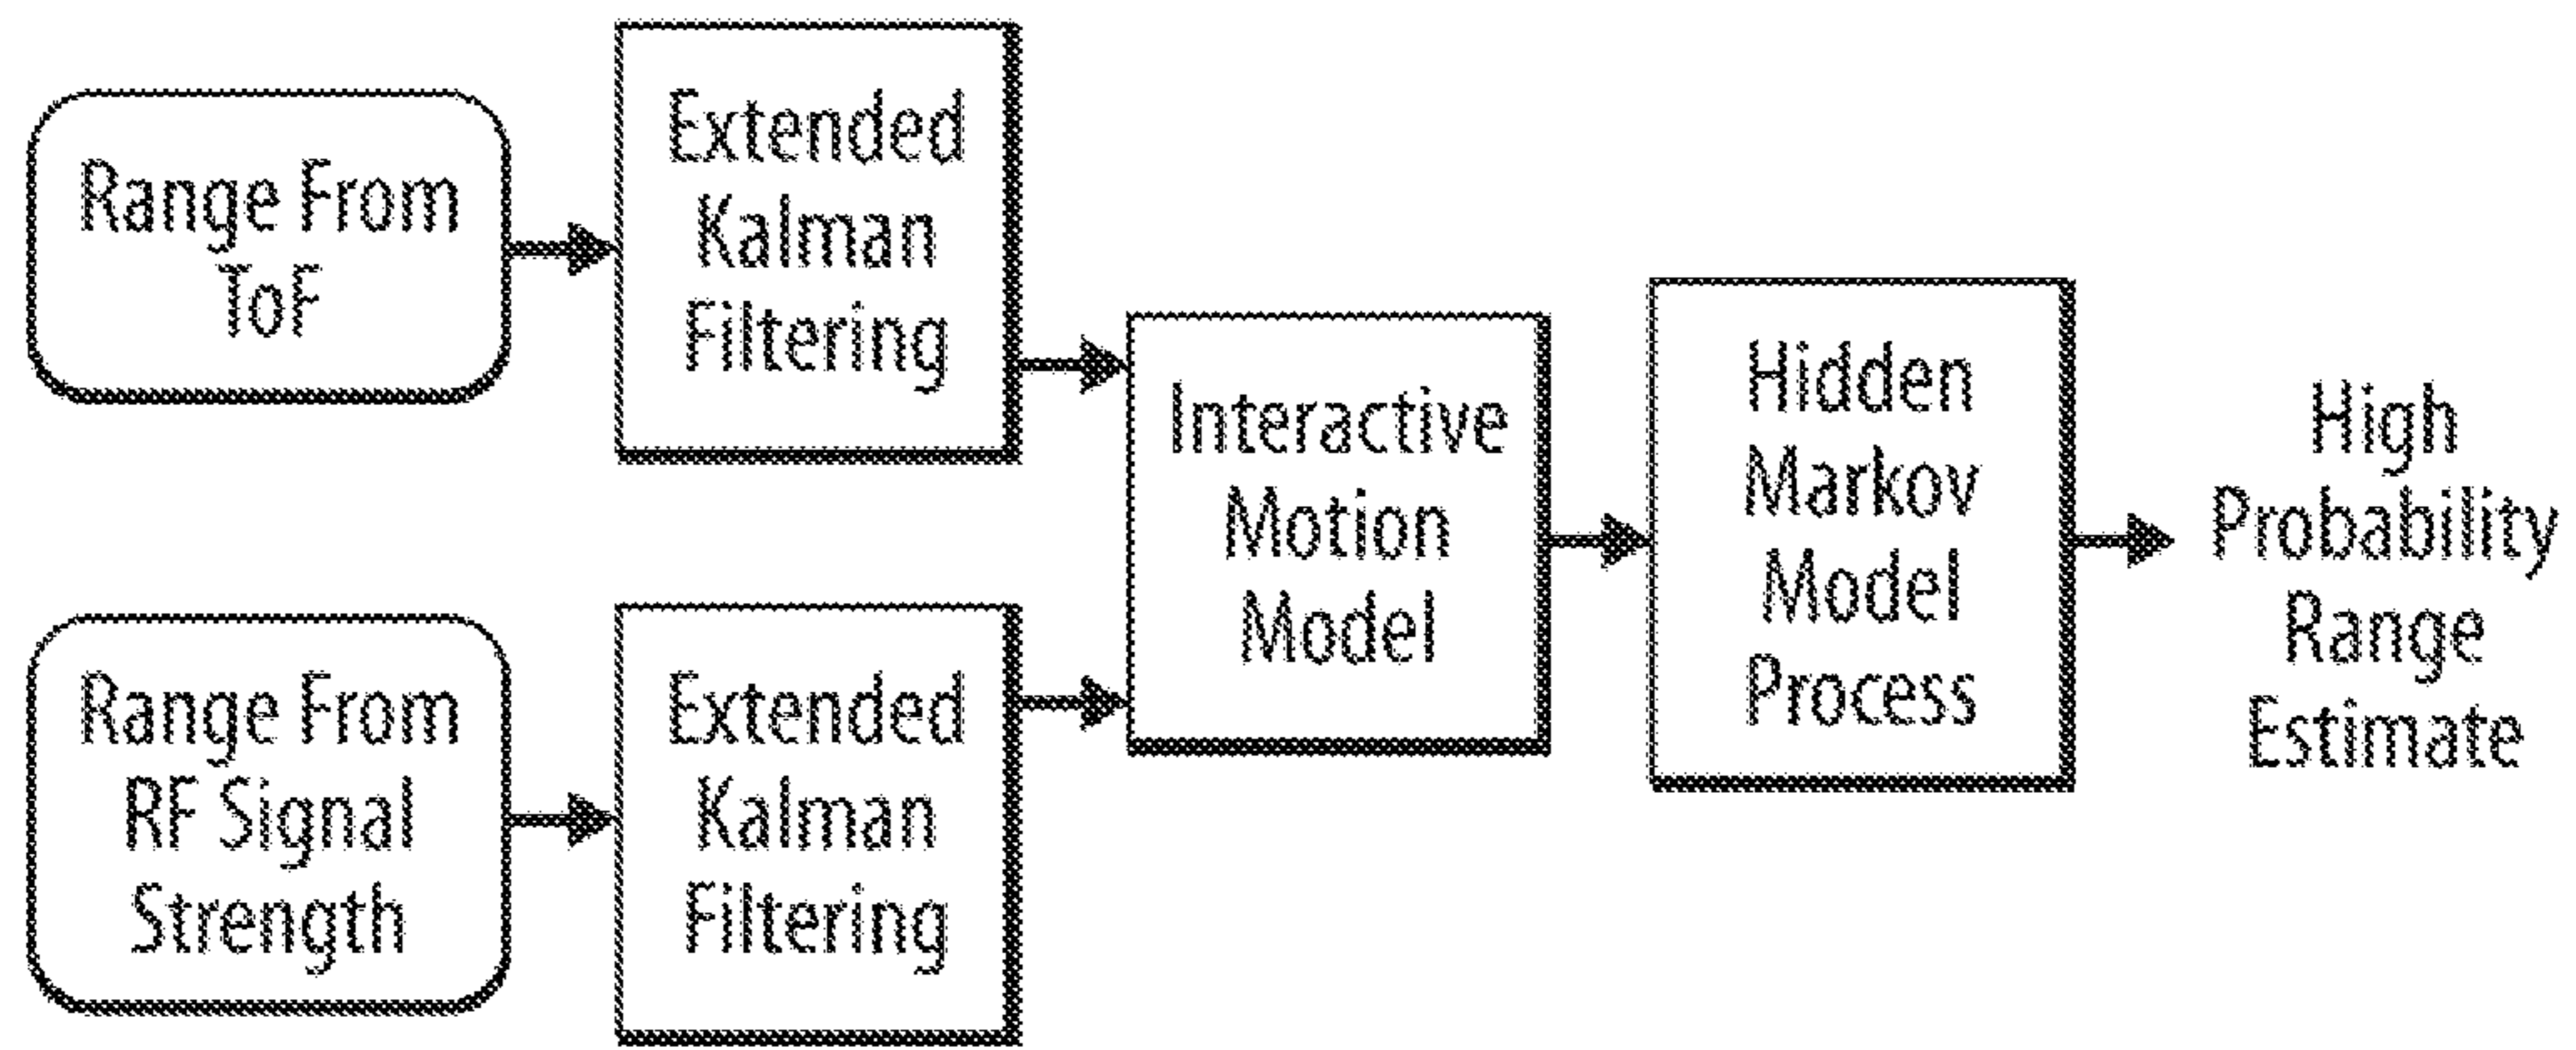 Range From
ToF
Extended
Kalman
Filtering
Range From
RF Signal
Strength
Extended
Kalman
Filtering
Interactive
Motion
Model
Hidden
Markov
Model
Process
High
Probability
Range
Estimate